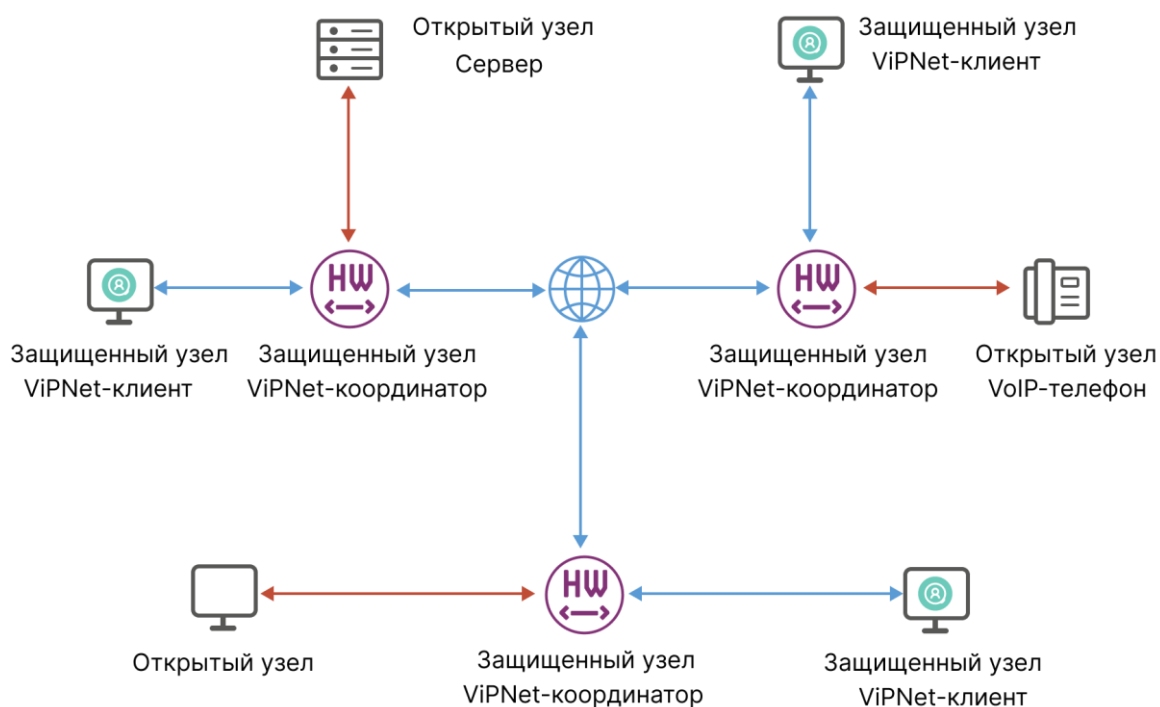 Открытый узел
Сервер
Защищенный узел
ViPNet-клиент
HW
HW
Защищенный узел
ViPNet-клиент
Защищенный узел
ViPNet-координатор
Защищенный узел
ViPNet-координатор
Открытый узел
VoIP-телефон
HW
Открытый узел
Защищенный узел
ViPNet-координатор
Защищенный узел
ViPNet-клиент